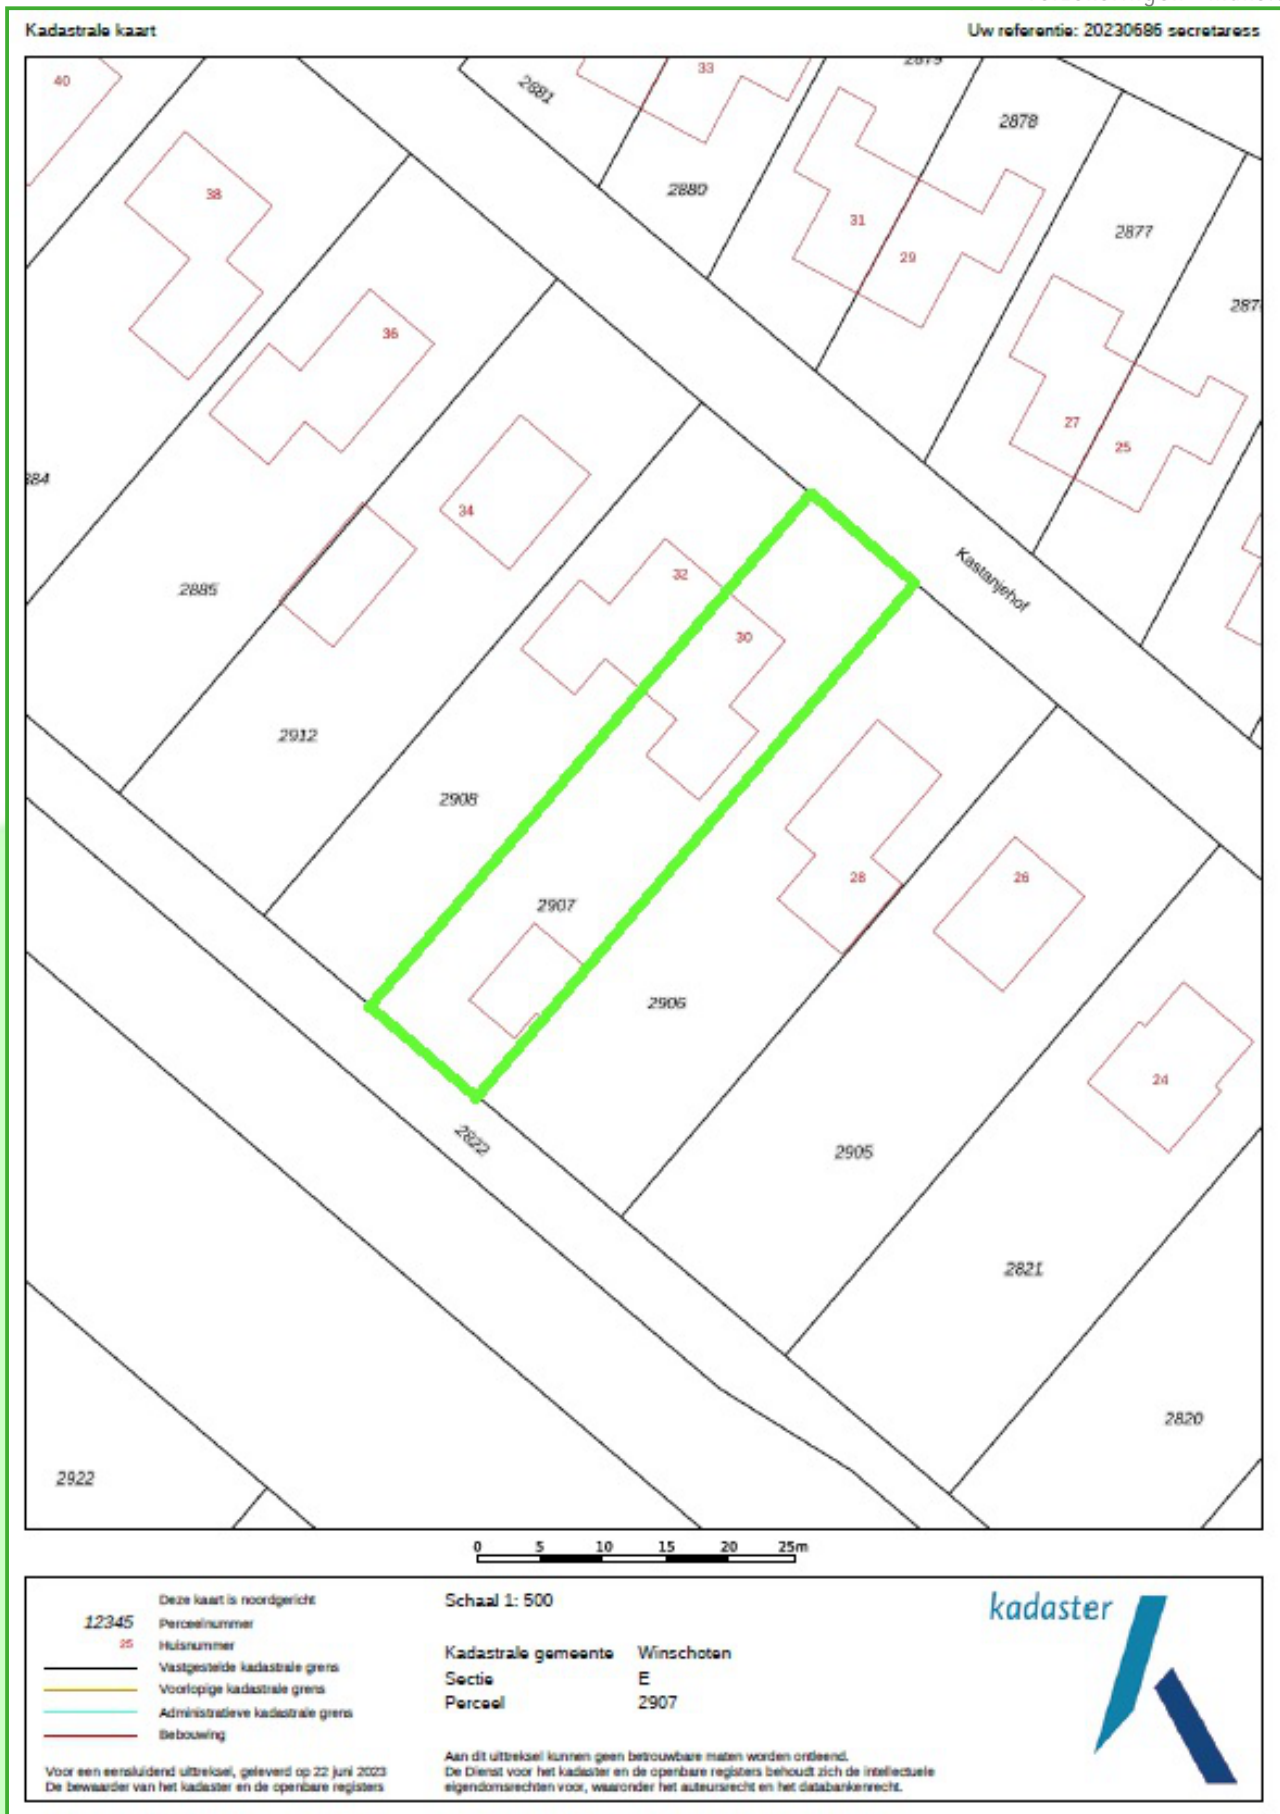 Kadastrale kaart
Uw referentie: 20230686 secretaress
40
33
2879
2881
2878
38
2880
31
2877
29
36
27
25
34
2885
32
Kastanjehof
30
2912
2908
28
26
2907
2906
24
2822
2905
2821
2820
2922
0 5 10 15 20 25m
Deze kaart is noordgericht
12345 Perceelnummer
25 Huisnummer
Vastgestelde kadastrale grens
Voorlopige kadastrale grens
Administratieve kadastrale grens
Bebouwing
Voor een eensluidend uittreksel, geleverd op 22 juni 2023
De bewaarder van het kadaster en de openbare registers
Schaal 1: 500
Kadastrale gemeente Winschoten
Sectie E
Perceel 2907
Aan dit uittreksel kunnen geen betrouwbare maten worden ontleend.
De Dienst voor het kadaster en de openbare registers behoudt zich de intellectuele
eigendomsrechten voor, waaronder het auteursrecht en het databankenrecht.
kadaster